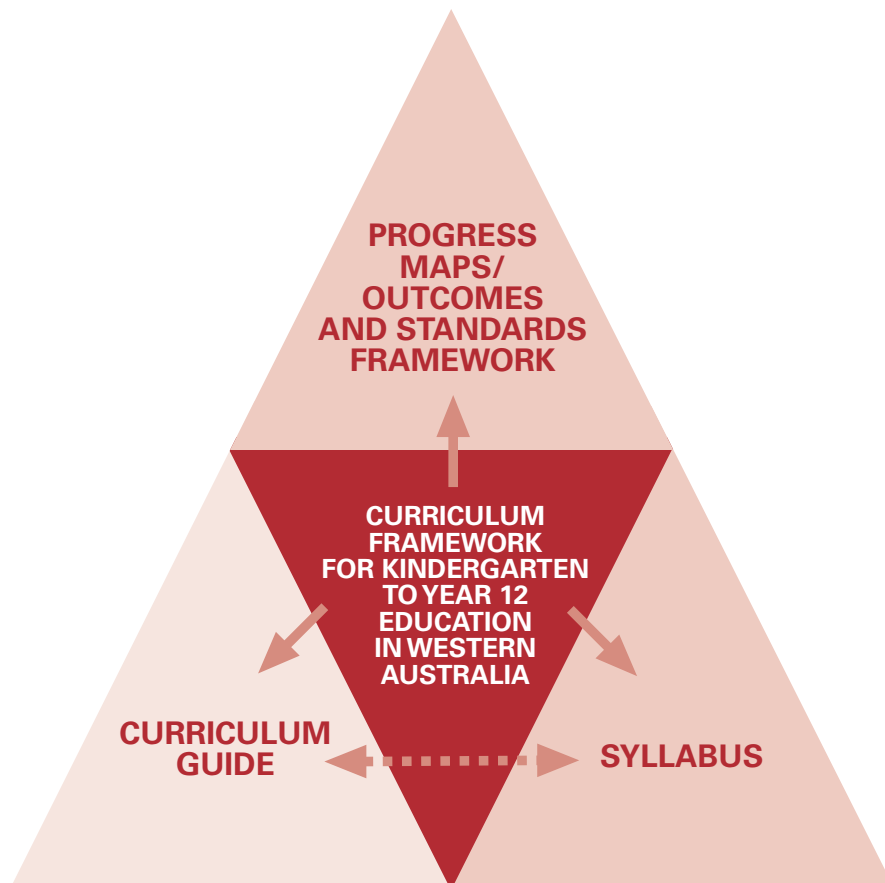 PROGRESS
MAPS/
OUTCOMES
AND STANDARDS
FRAMEWORK
CURRICULUM
FRAMEWORK
FOR KINDERGARTEN
TO YEAR 12
EDUCATION
IN WESTERN
AUSTRALIA
CURRICULUM
GUIDE
SYLLABUS